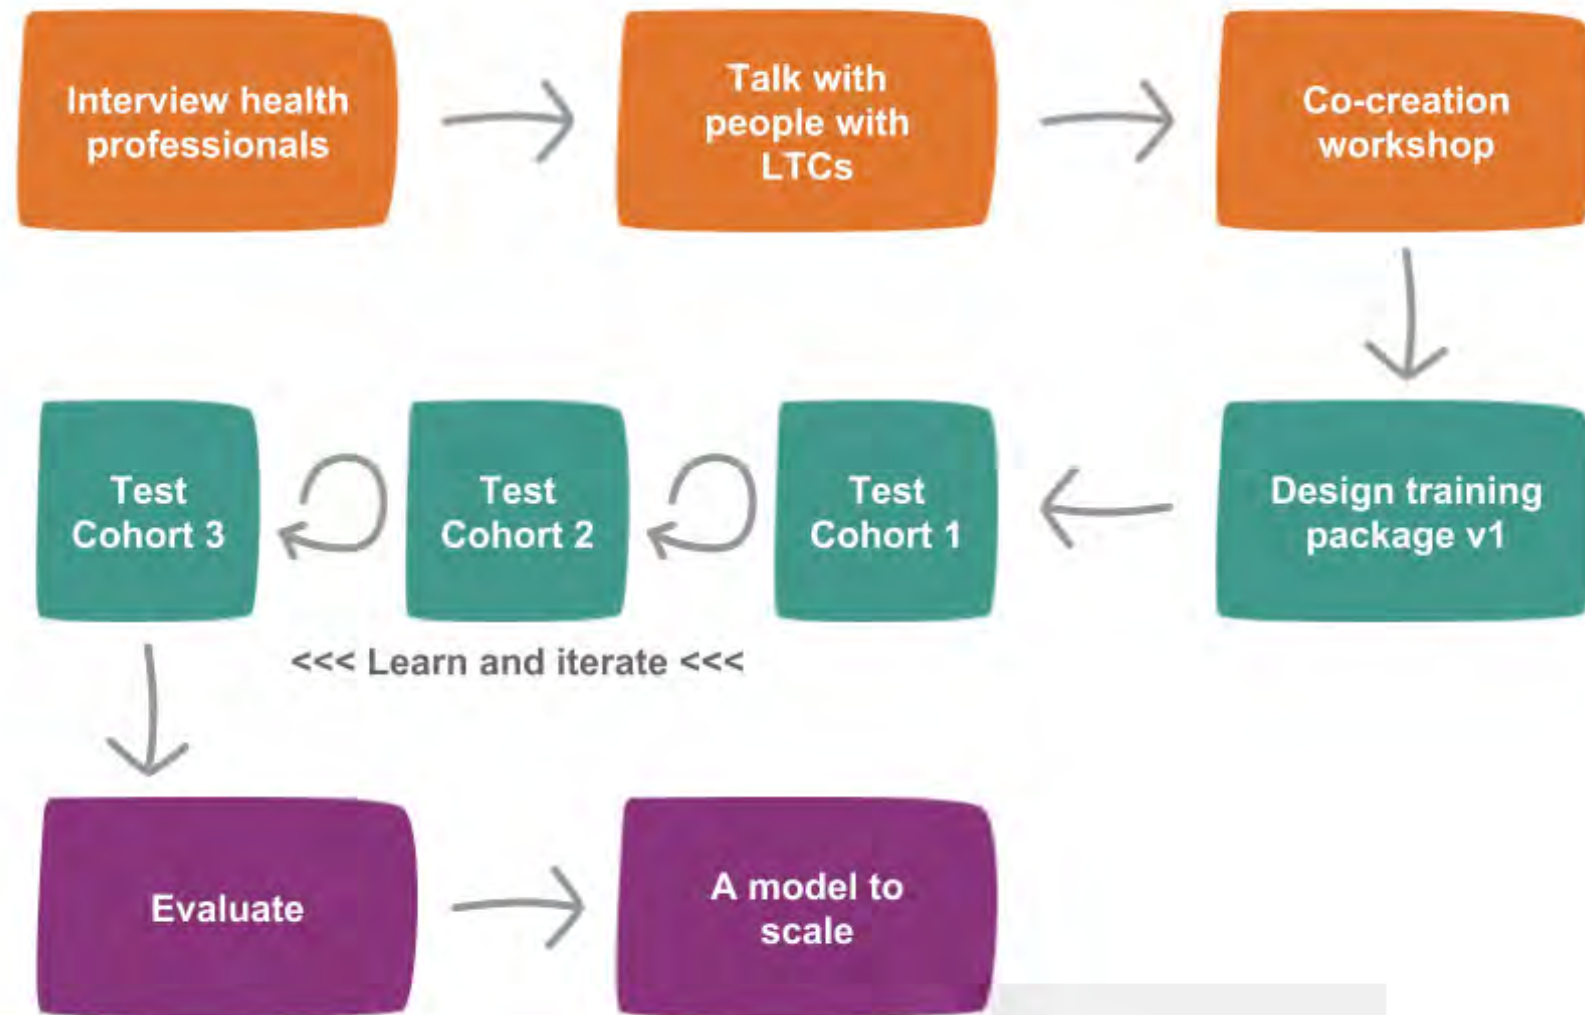 Interview health
professionals
Talk with
people with
LTCs
Co-creation
workshop
Design training
package v1
Test
Cohort 1
Test
Cohort 2
Test
Cohort 3
<<< Learn and iterate <<<
Evaluate
A model to
scale